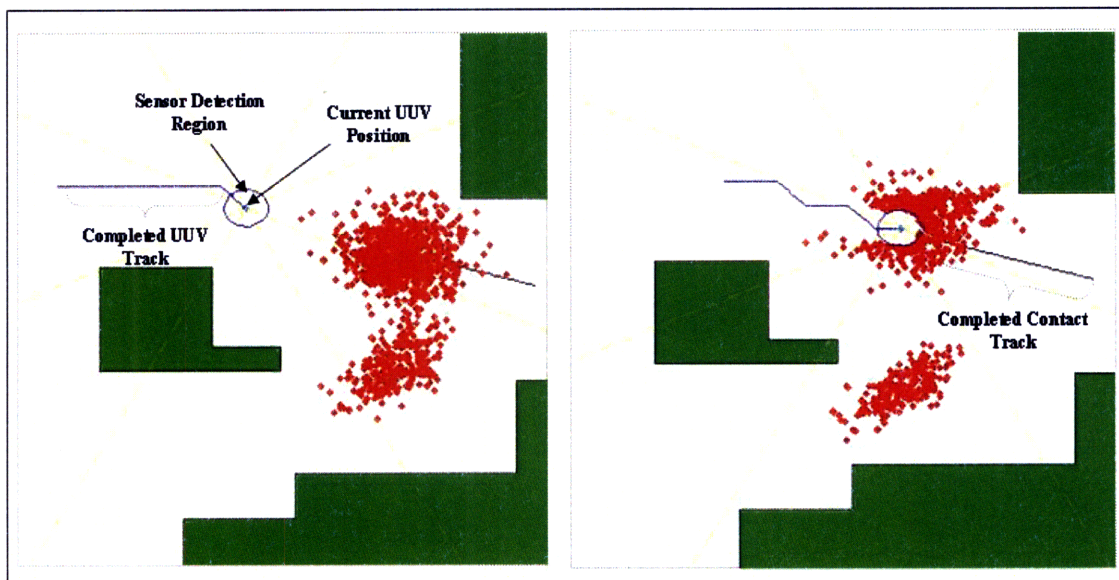 Sensor Detection
Region
Current UUV
Position
Completed UUV
Track
Completed Contact
Track